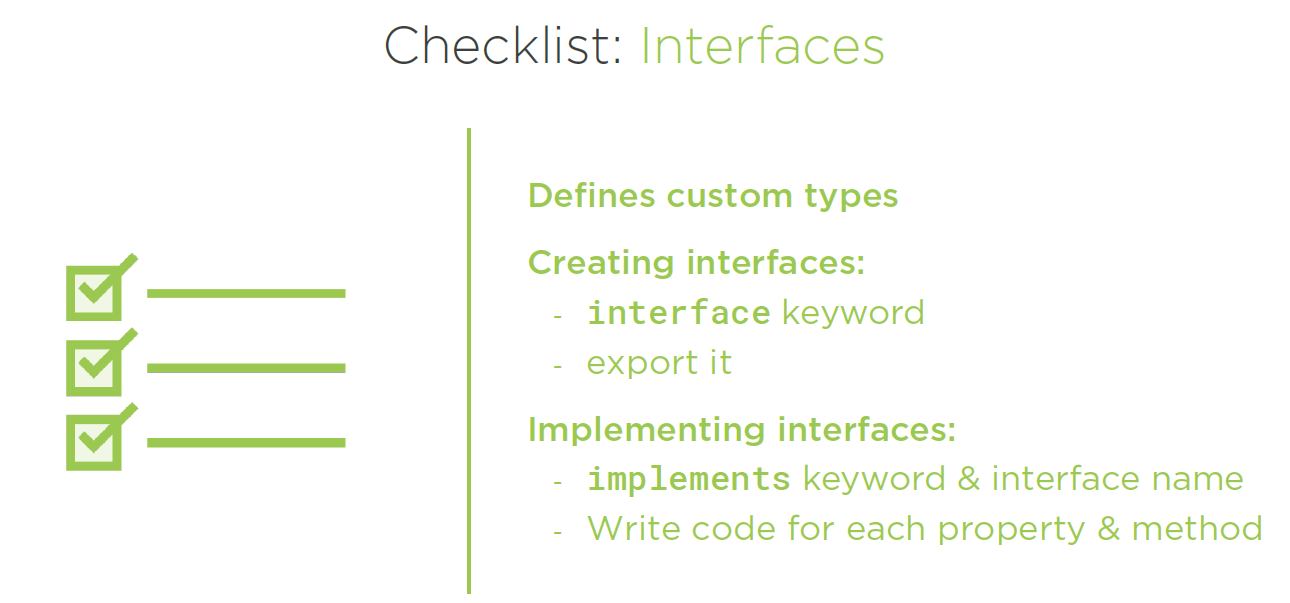 Checklist: Interfaces
Defines custom types
Creating interfaces:
- interface keyword
- export it
Implementing interfaces:
- implements keyword & interface name
- Write code for each property & method